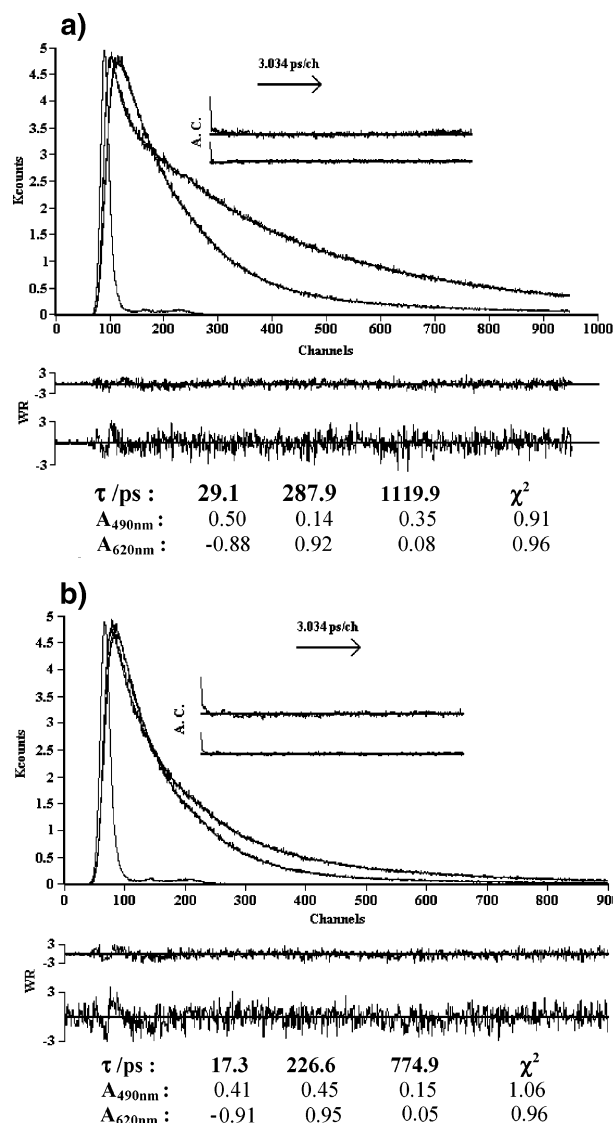 a)
5
4.5
4
3.5
3
2.5
2
1.5
1
0.5
0
Kcounts
3.034 ps/ch
A. C.
0 100 200 300 400 500 600 700 800 900 1000
Channels
3
-3
WR
3
-3
τ /ps : 29.1 287.9 1119.9 χ²
A490nm : 0.50 0.14 0.35 0.91
A620nm : -0.88 0.92 0.08 0.96
b)
5
4.5
4
3.5
3
2.5
2
1.5
1
0.5
0
Kcounts
3.034 ps/ch
A. C.
0 100 200 300 400 500 600 700 800 900
Channels
3
-3
WR
3
-3
τ /ps : 17.3 226.6 774.9 χ²
A490nm : 0.41 0.45 0.15 1.06
A620nm : -0.91 0.95 0.05 0.96